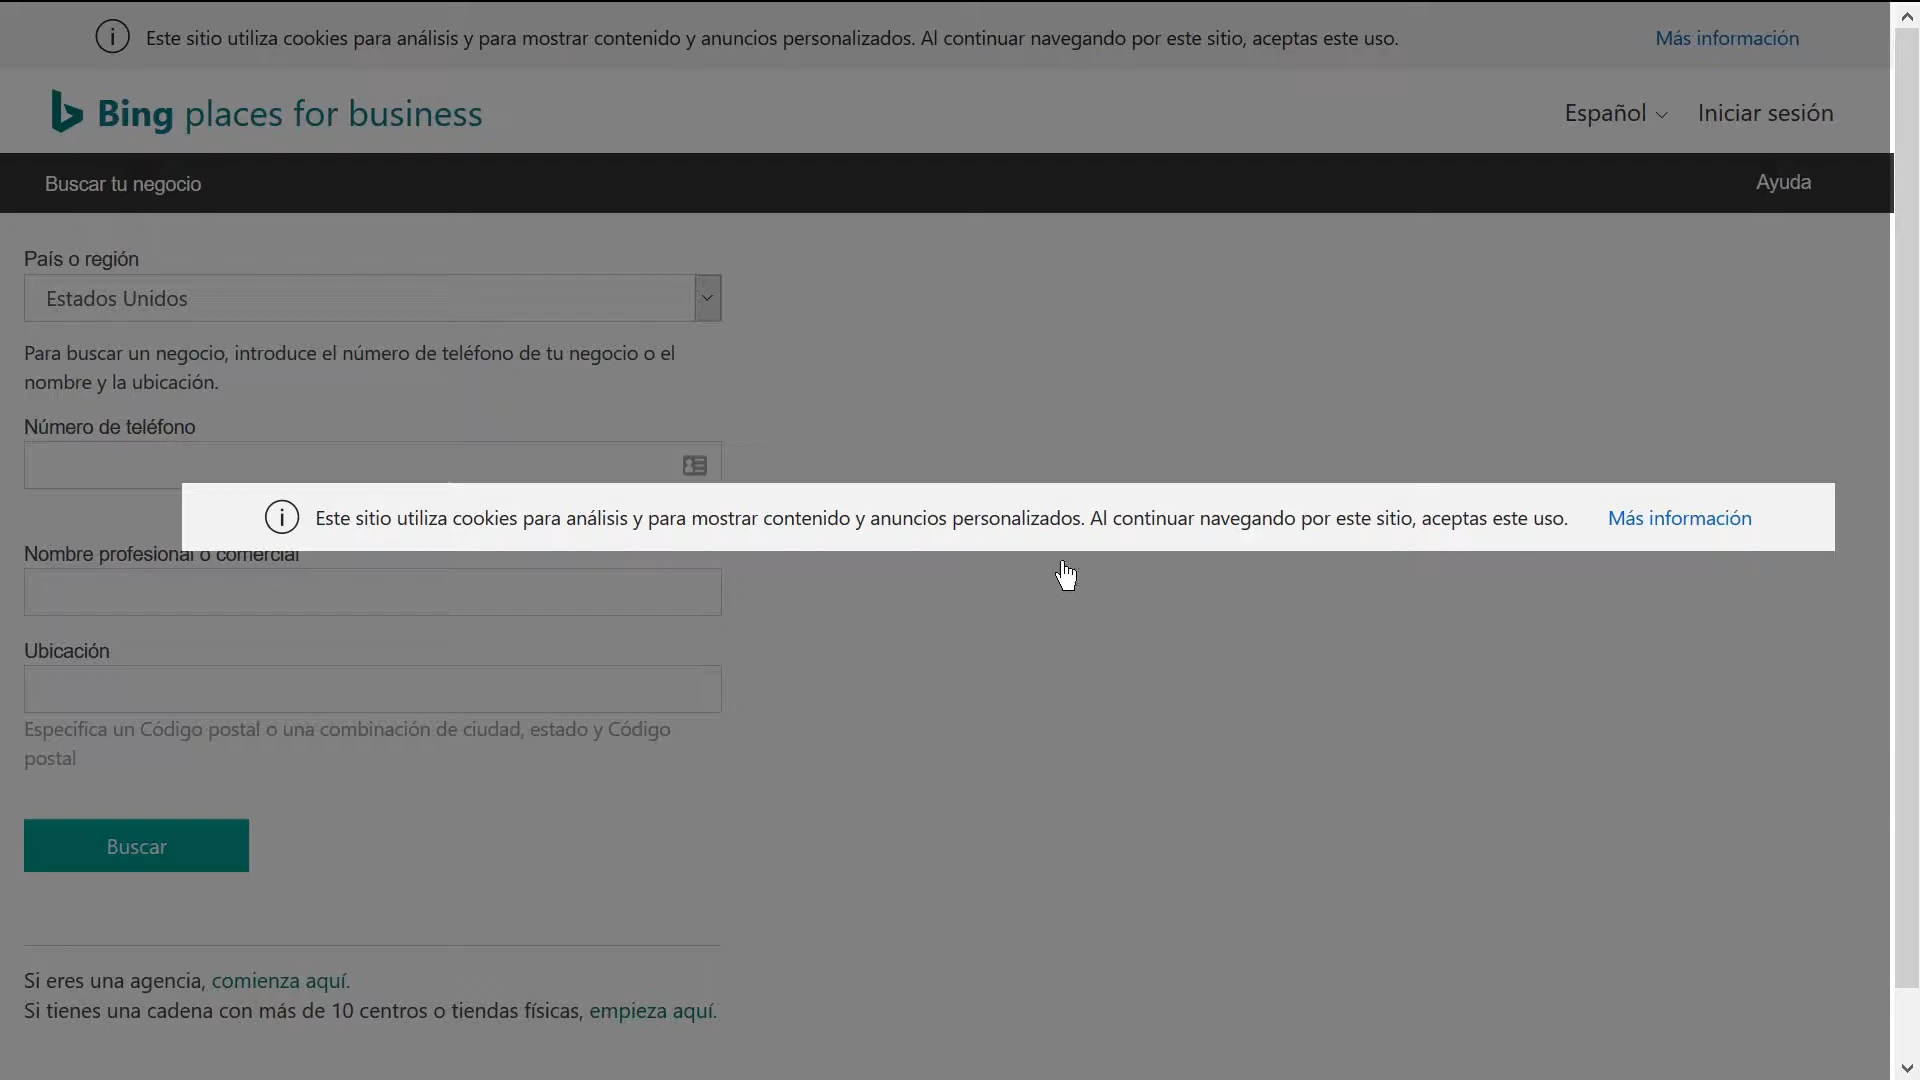 Este sitio utiliza cookies para análisis y para mostrar contenido y anuncios personalizados. Al continuar navegando por este sitio, aceptas este uso. Más información
Bing places for business
Español Iniciar sesión
Buscar tu negocio Ayuda
País o región
Estados Unidos
Para buscar un negocio, introduce el número de teléfono de tu negocio o el
nombre y la ubicación.
Número de teléfono
Este sitio utiliza cookies para análisis y para mostrar contenido y anuncios personalizados. Al continuar navegando por este sitio, aceptas este uso. Más información
Nombre profesional o comercial
Ubicación
Especifica un Código postal o una combinación de ciudad, estado y Código
postal
Buscar
Si eres una agencia, comienza aquí.
Si tienes una cadena con más de 10 centros o tiendas físicas, empieza aquí.